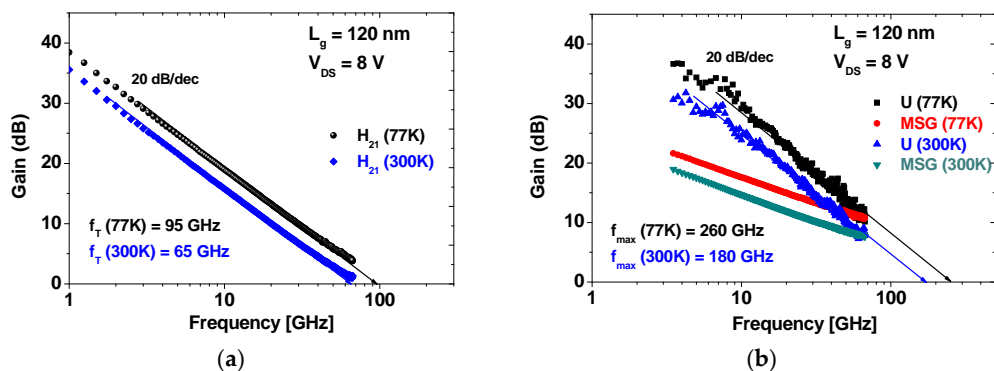 L_g = 120 nm
V_DS = 8 V
20 dB/dec
H_21 (77K)
H_21 (300K)
f_T (77K) = 95 GHz
f_T (300K) = 65 GHz
Gain (dB)
40
30
20
10
0
1
10
100
Frequency [GHz]
(a)
L_g = 120 nm
V_DS = 8 V
20 dB/dec
U (77K)
MSG (77K)
U (300K)
MSG (300K)
f_max (77K) = 260 GHz
f_max (300K) = 180 GHz
Gain (dB)
40
30
20
10
0
1
10
100
Frequency [GHz]
(b)